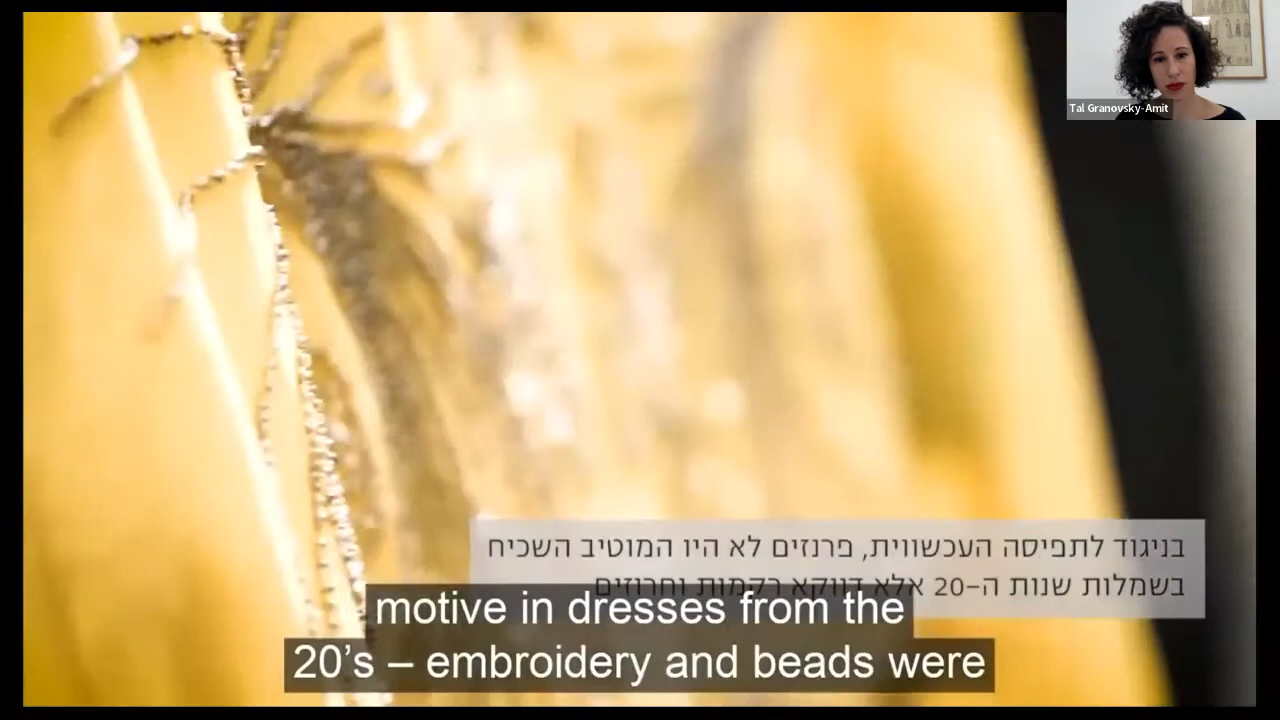 Tal Granovsky-Amit
בניגוד לתפיסה העכשווית, פרנזים לא היו המוטיב השכיח
בשמלות שנות ה-20 אלא דווקא רקמות וחרוזים
motive in dresses from the
20’s – embroidery and beads were